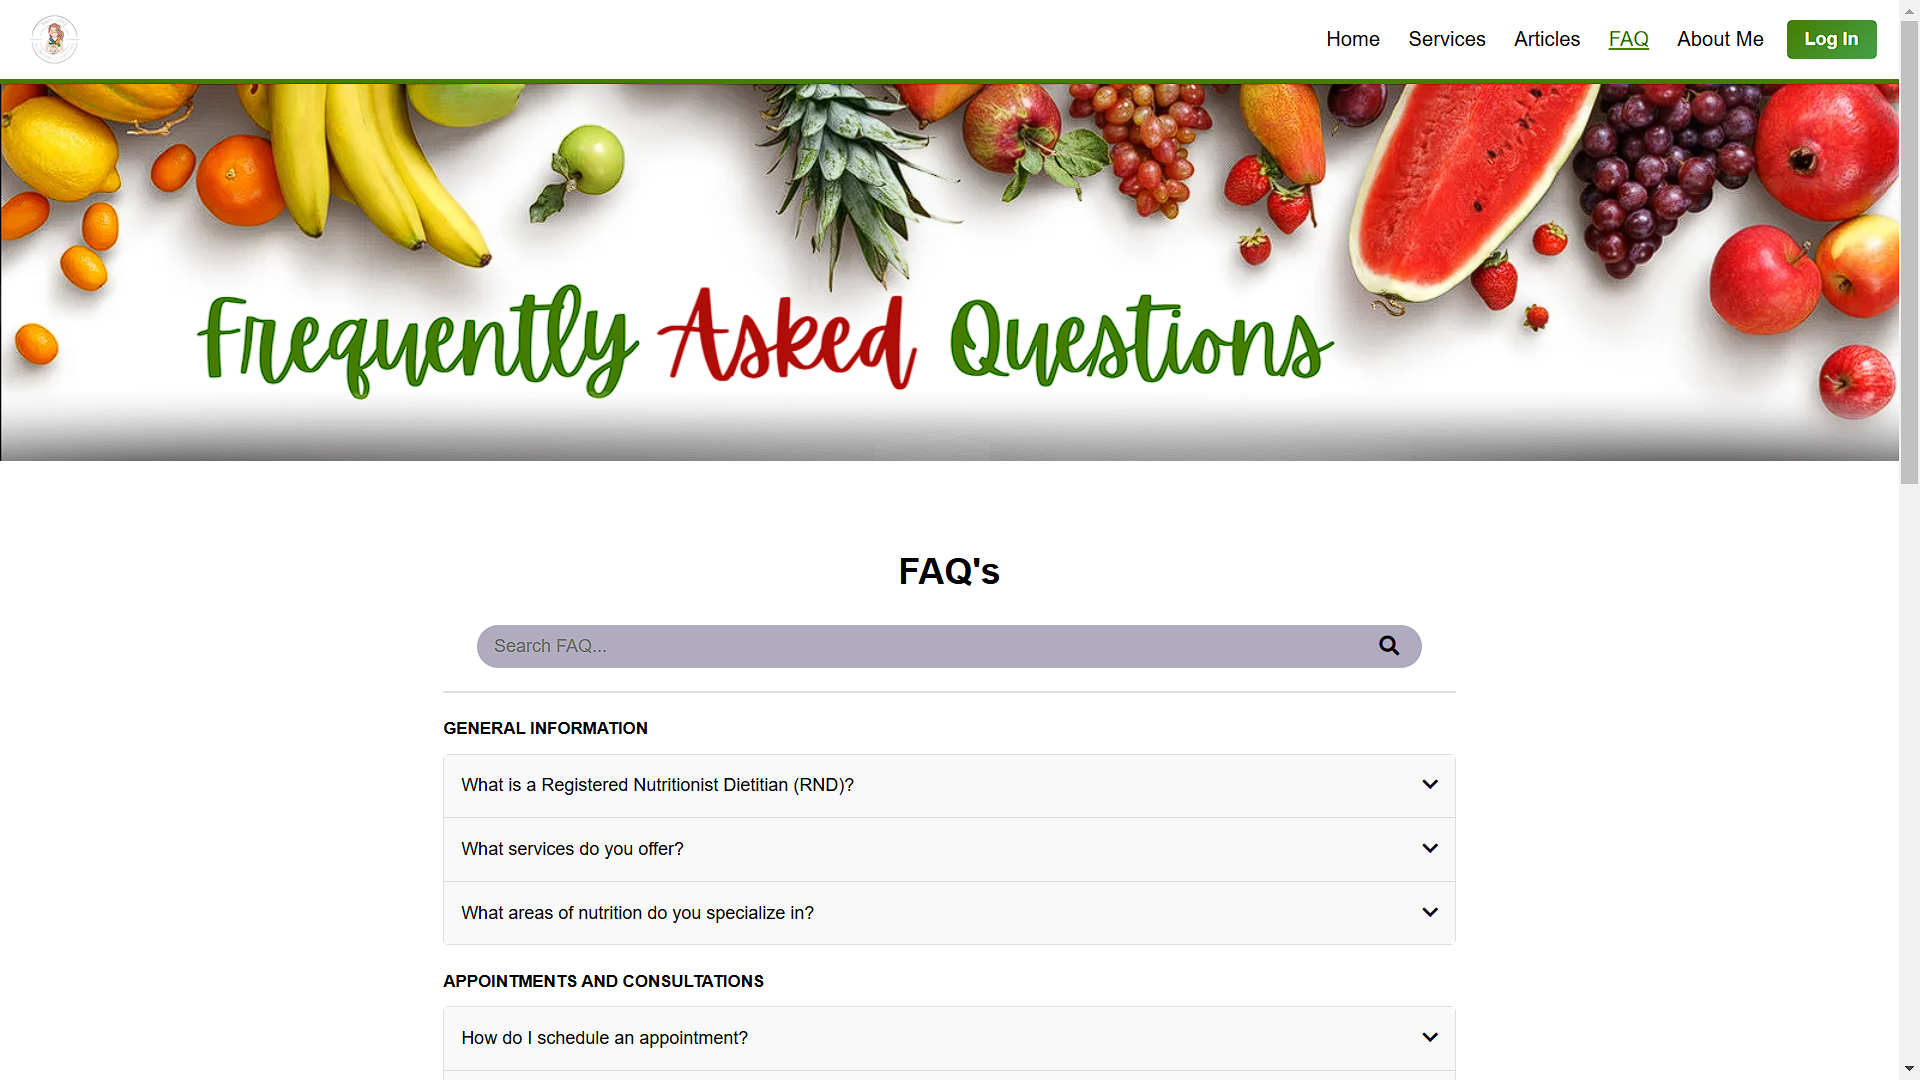 Home Services Articles FAQ About Me Log In
Frequently Asked Questions
FAQ's
Search FAQ...
GENERAL INFORMATION
What is a Registered Nutritionist Dietitian (RND)?
What services do you offer?
What areas of nutrition do you specialize in?
APPOINTMENTS AND CONSULTATIONS
How do I schedule an appointment?